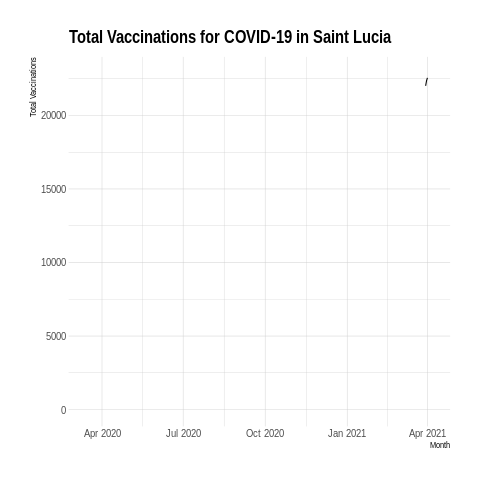 Total Vaccinations for COVID-19 in Saint Lucia
Total Vaccinations
20000
15000
10000
5000
0
Apr 2020 Jul 2020 Oct 2020 Jan 2021 Apr 2021
Month